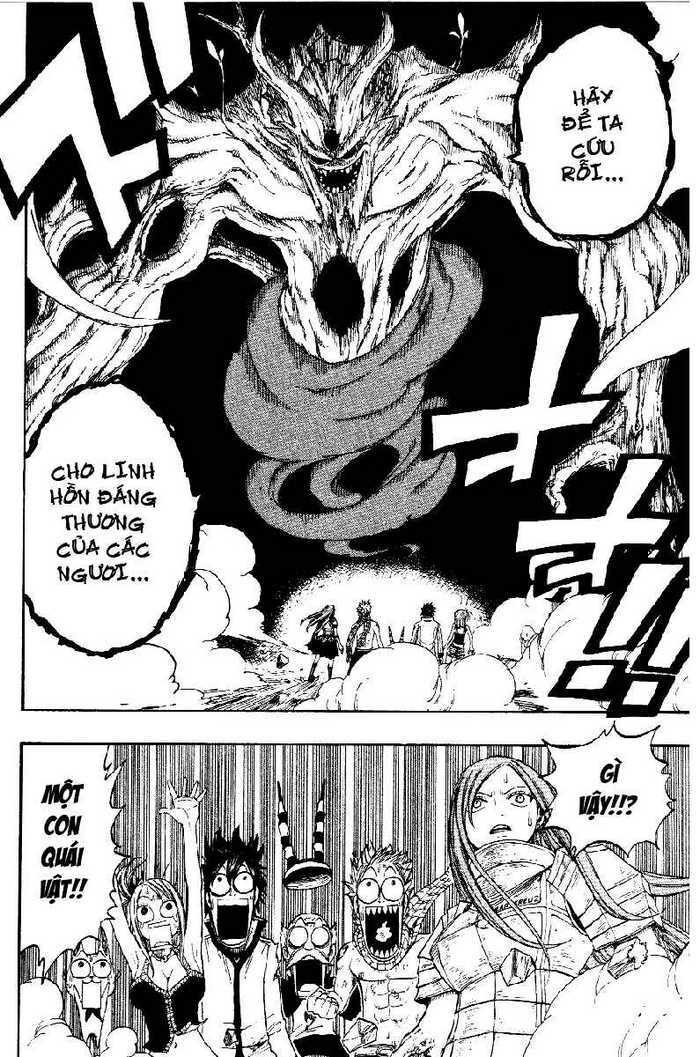 HÃY
ĐỂ TA
CỨU
RỖI...
CHO LINH
HỒN ĐÁNG
THƯƠNG
CỦA CÁC
NGƯƠI...
GÌ
VẬY!!?
MỘT
CON
QUÁI
VẬT!!